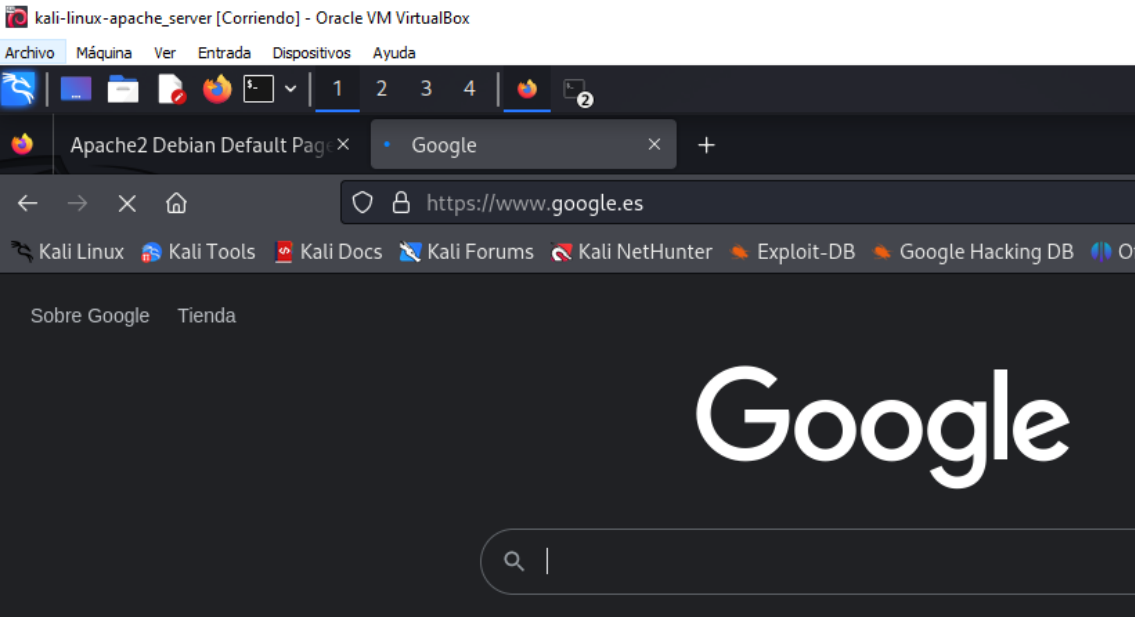 kali-linux-apache_server [Corriendo] - Oracle VM VirtualBox
Archivo Máquina Ver Entrada Dispositivos Ayuda
1 2 3 4 2
Apache2 Debian Default Page Google
https://www.google.es
Kali Linux Kali Tools Kali Docs Kali Forums Kali NetHunter Exploit-DB Google Hacking DB
Sobre Google Tienda
Google